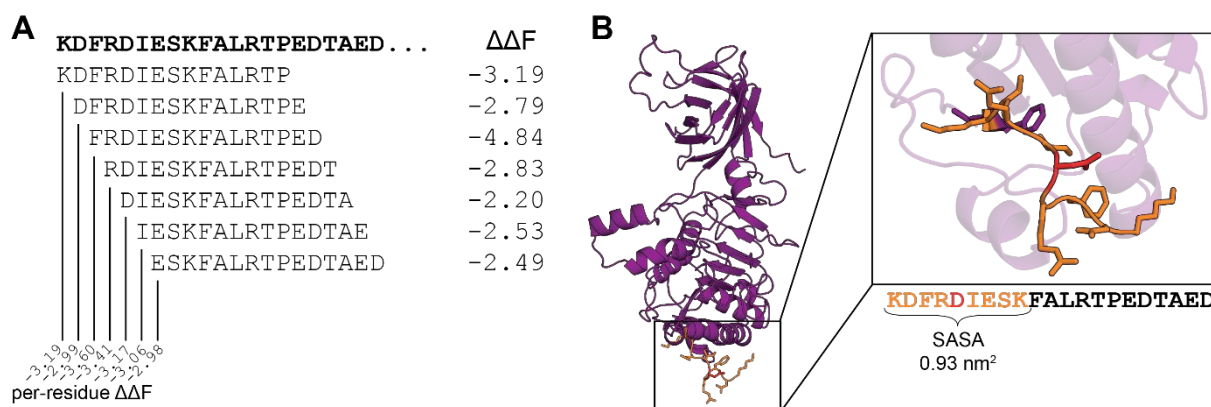 A
KDFRDIESKFALRTPEDTAED... ΔΔF
KDFRDIESKFALRTP -3.19
DFRDIESKFALRTPE -2.79
FRDIESKFALRTPED -4.84
RDIESKFALRTPEDT -2.83
DIESKFALRTPEDTA -2.20
IESKFALRTPEDTAE -2.53
ESKFALRTPEDTAED -2.49
-3.19
-2.99
-3.60
-3.41
-3.17
-3.06
-2.98
per-residue ΔΔF
B
KDFRDIESKFALRTPEDTAED
SASA
0.93 nm²